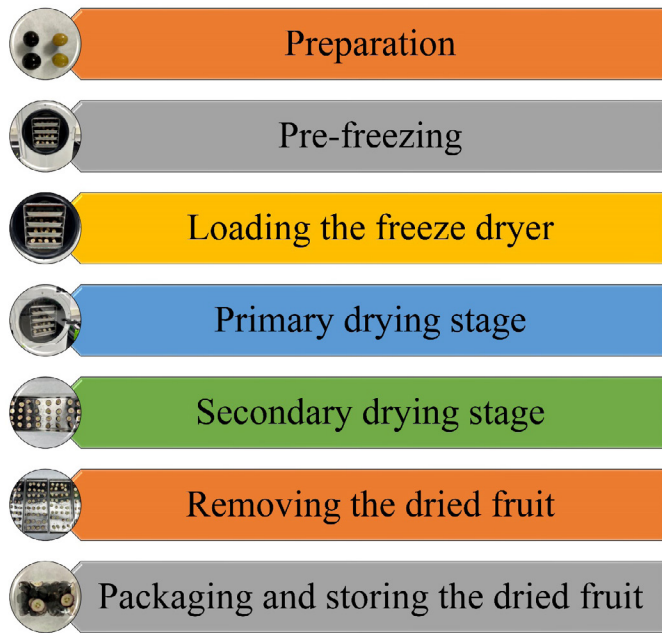 Preparation
Pre-freezing
Loading the freeze dryer
Primary drying stage
Secondary drying stage
Removing the dried fruit
Packaging and storing the dried fruit